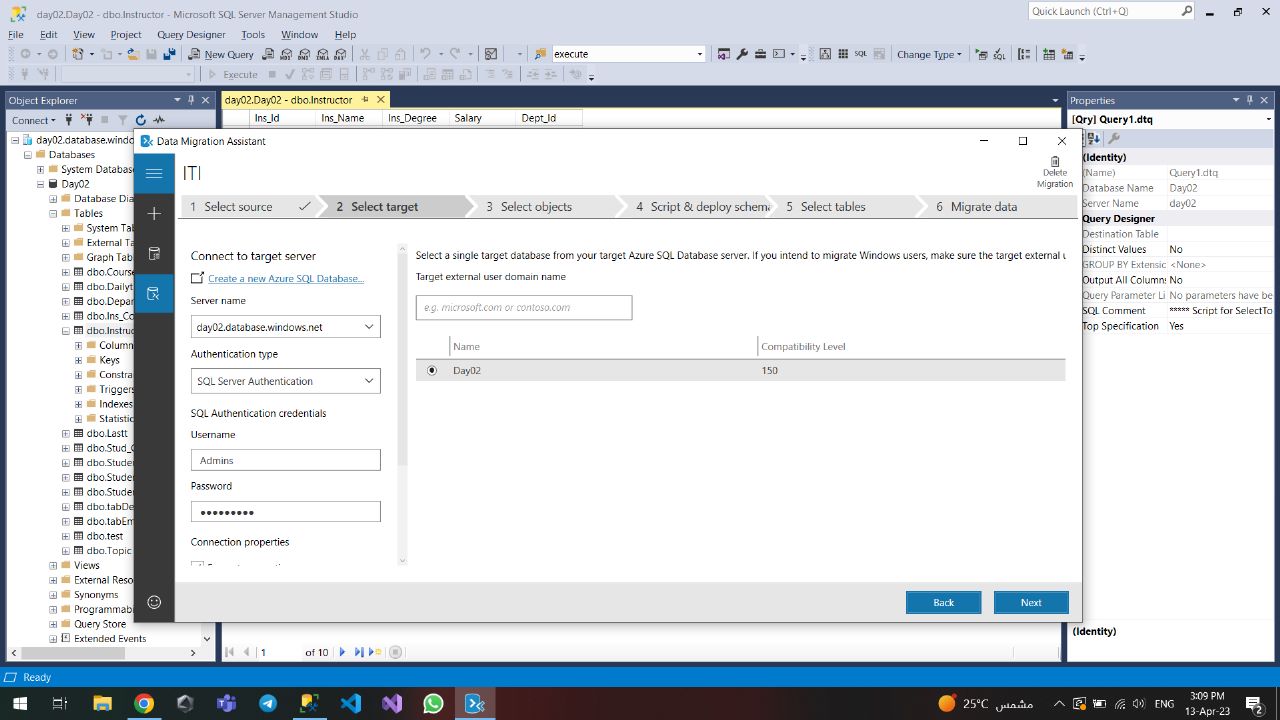 day02.Day02 - dbo.Instructor - Microsoft SQL Server Management Studio
Quick Launch (Ctrl+Q)
File Edit View Project Query Designer Tools Window Help
New Query
execute
SQL
Change Type
Execute
Object Explorer
day02.Day02 - dbo.Instructor
Properties
Connect
Ins_Id Ins_Name Ins_Degree Salary Dept_Id
[Qry] Query1.dtq
day02.database.windo
Databases
System Database
Day02
Database Dia
Tables
System Tab
External Ta
Graph Tab
dbo.Course
dbo.Dailyt
dbo.Depar
dbo.Ins_Co
dbo.Instruc
Column
Keys
Constra
Triggers
Indexes
Statistic
dbo.Lastt
dbo.Stud_C
dbo.Studer
dbo.Studer
dbo.Studer
dbo.tabDe
dbo.tabEm
dbo.test
dbo.Topic
Views
External Reso
Synonyms
Programmabi
Query Store
Extended Events
Data Migration Assistant
ITI
Delete
Migration
1 Select source
2 Select target
3 Select objects
4 Script & deploy schema
5 Select tables
6 Migrate data
Connect to target server
Create a new Azure SQL Database...
Server name
day02.database.windows.net
Authentication type
SQL Server Authentication
SQL Authentication credentials
Username
Admins
Password
Connection properties
Select a single target database from your target Azure SQL Database server. If you intend to migrate Windows users, make sure the target external u
Target external user domain name
e.g. microsoft.com or contoso.com
Name Compatibility Level
Day02 150
Back Next
(Identity)
(Name) Query1.dtq
Database Name Day02
Server Name day02
Query Designer
Destination Table
Distinct Values No
GROUP BY Extensio <None>
Output All Column: No
Query Parameter Li No parameters have be
SQL Comment ***** Script for SelectTo
Top Specification Yes
(Identity)
1 of 10
Ready
25°C مشمس
ENG
3:09 PM
13-Apr-23
2